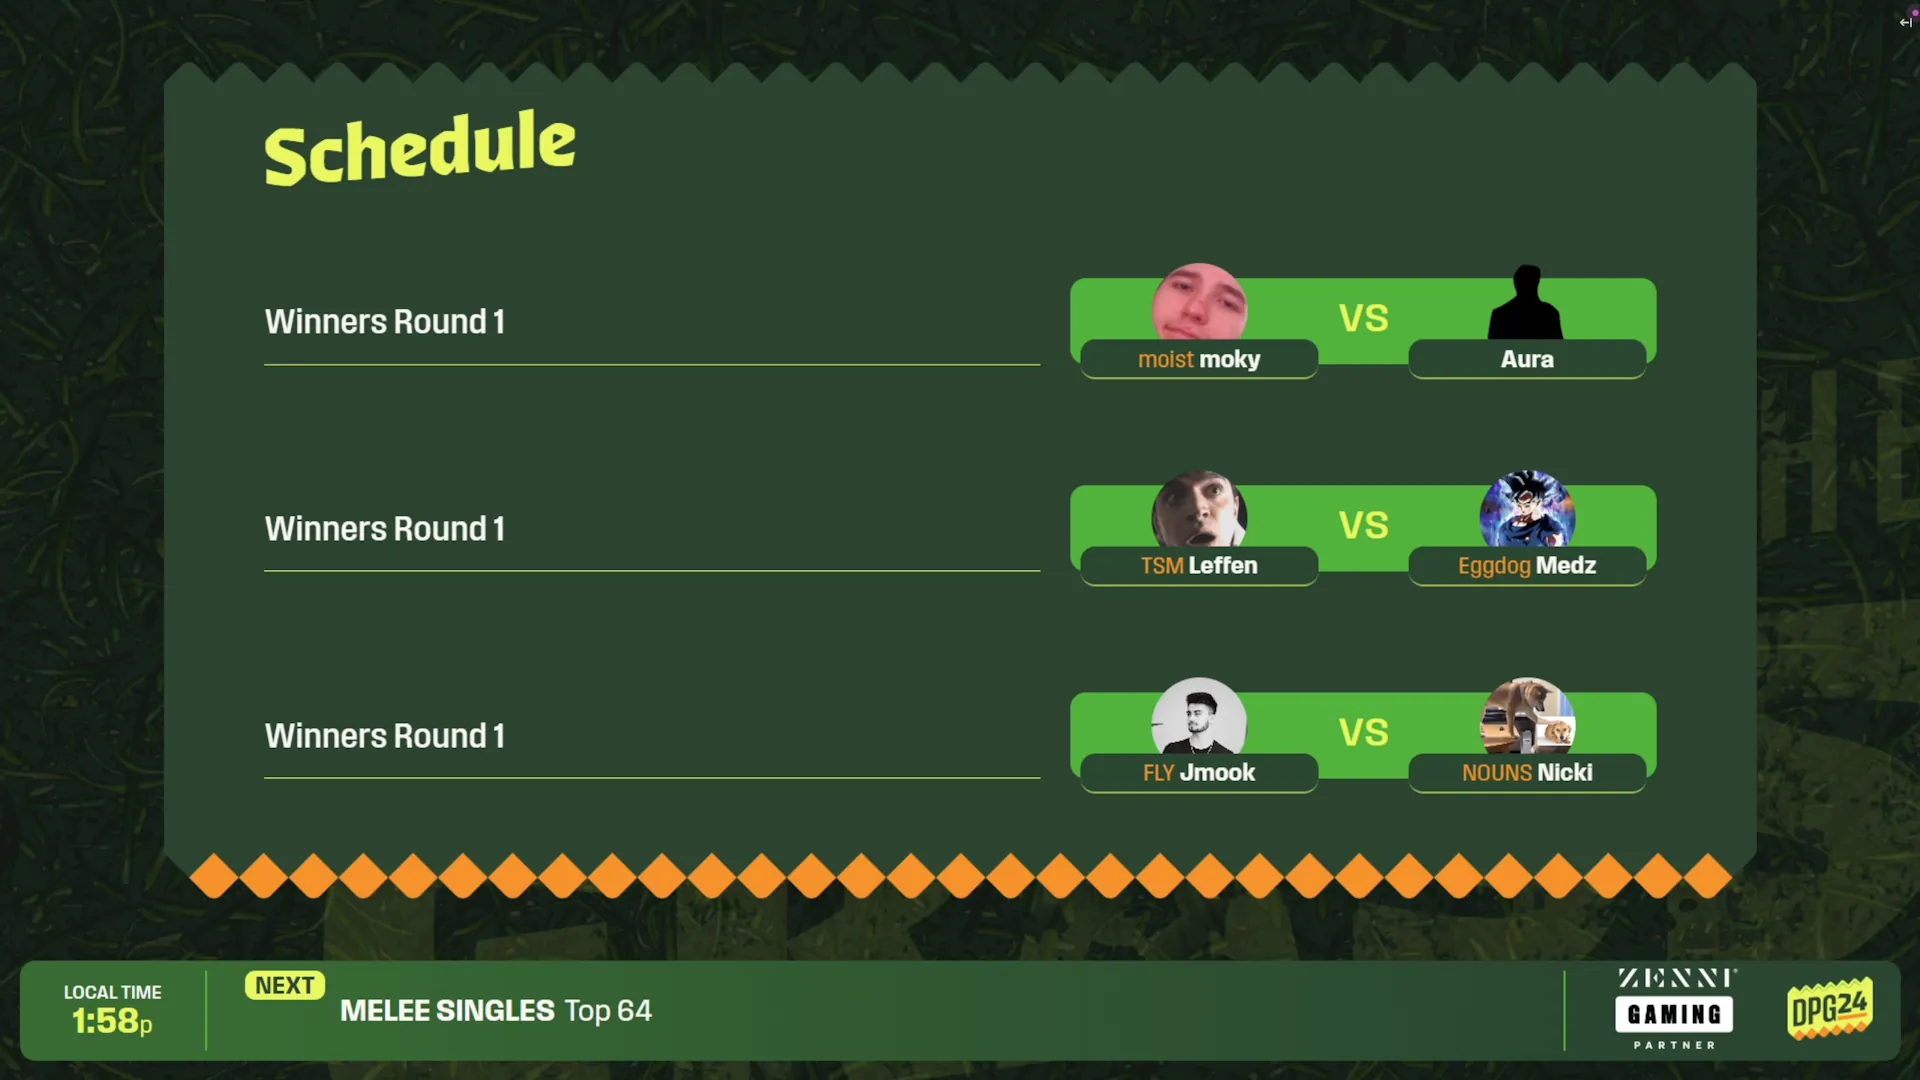 Schedule
Winners Round 1
VS
moist moky
Aura
Winners Round 1
VS
TSM Leffen
Eggdog Medz
Winners Round 1
VS
FLY Jmook
NOUNS Nicki
LOCAL TIME
1:58p
NEXT
MELEE SINGLES Top 64
ZENNI
GAMING
PARTNER
DPG24